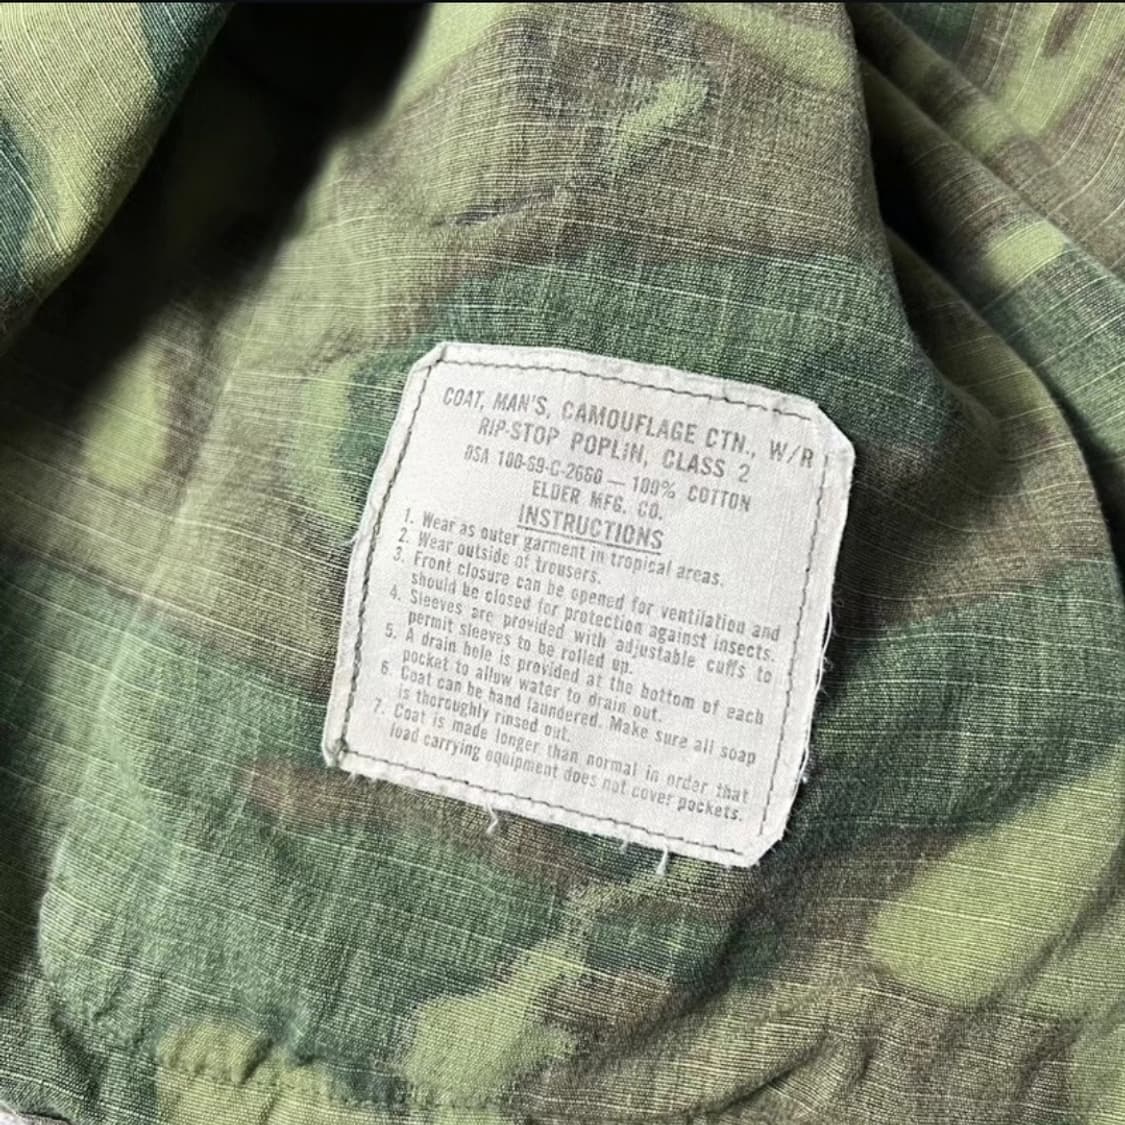 COAT, MAN'S, CAMOUFLAGE CTN., W/R
RIP-STOP POPLIN, CLASS 2
DSA 100-69-C-2660 — 100% COTTON
ELDER MFG. CO.
INSTRUCTIONS
1. Wear as outer garment in tropical areas.
2. Wear outside of trousers.
3. Front closure can be opened for ventilation and
should be closed for protection against insects.
4. Sleeves are provided with adjustable cuffs to
permit sleeves to be rolled up.
5. A drain hole is provided at the bottom of each
pocket to allow water to drain out.
6. Coat can be hand laundered. Make sure all soap
is thoroughly rinsed out.
7. Coat is made longer than normal in order that
load carrying equipment does not cover pockets.